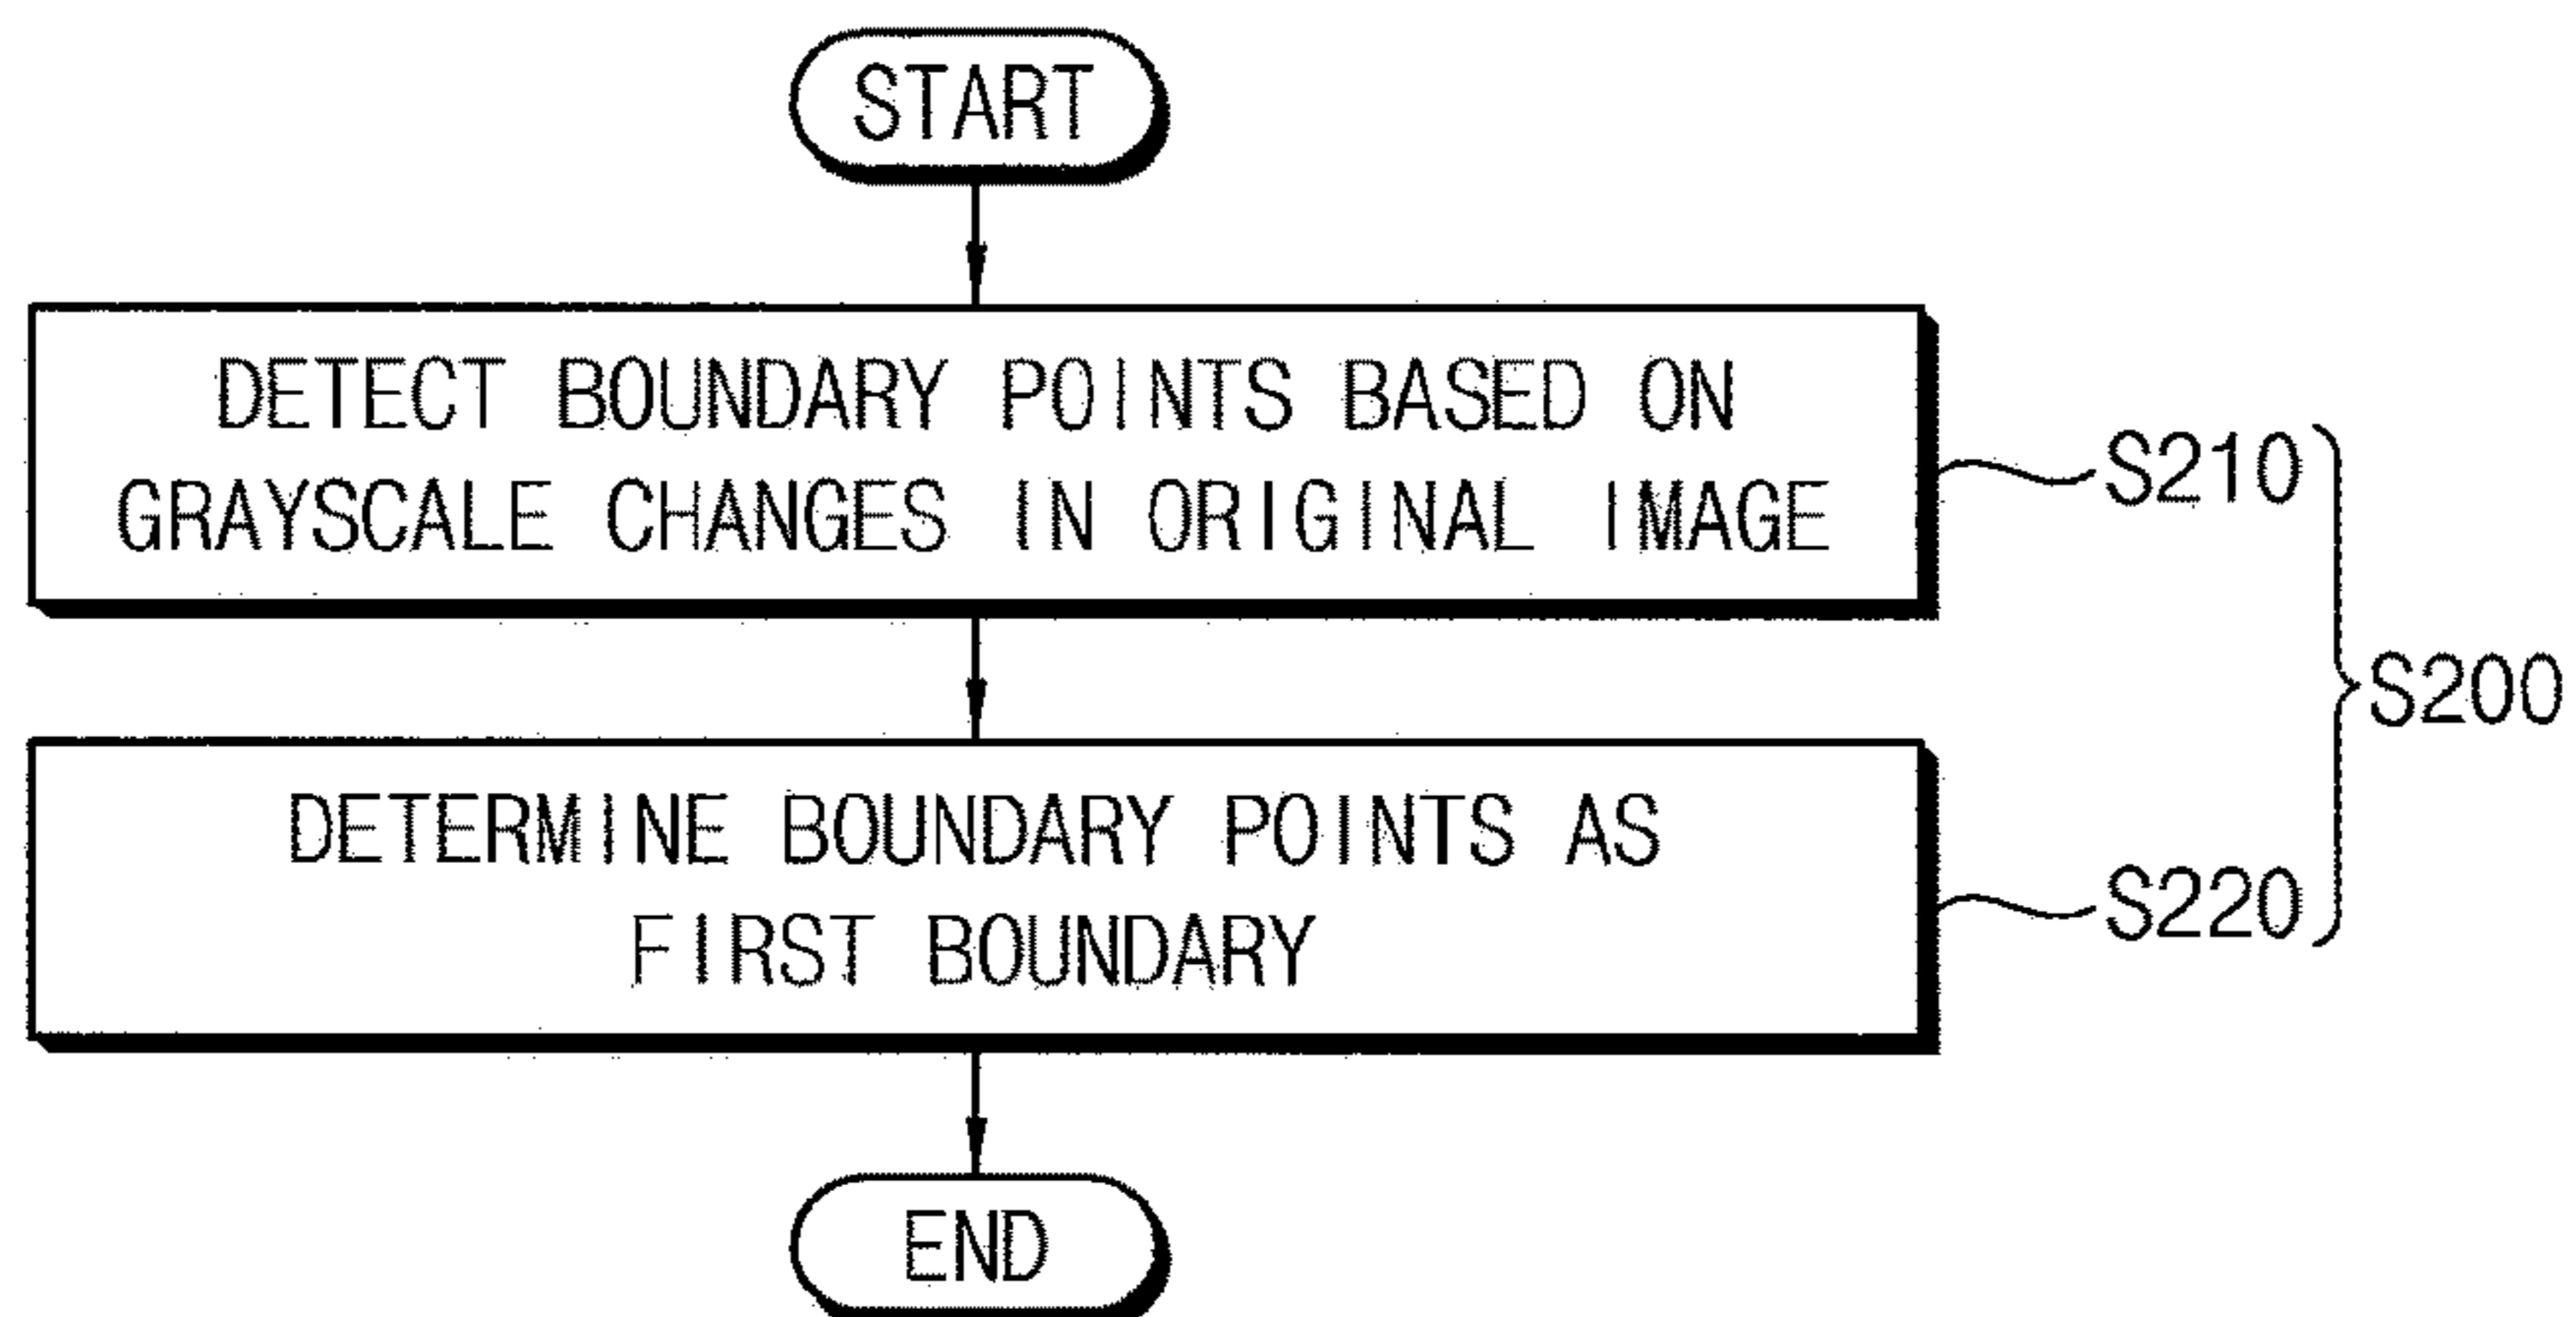 START
DETECT BOUNDARY POINTS BASED ON
GRAYSCALE CHANGES IN ORIGINAL IMAGE
S210
S200
DETERMINE BOUNDARY POINTS AS
FIRST BOUNDARY
S220
END